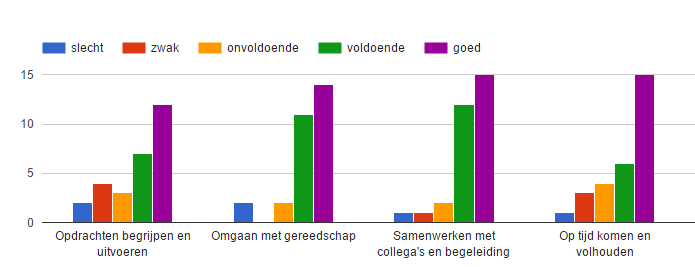 slecht zwak onvoldoende voldoende goed
15
10
5
0
Opdrachten begrijpen en
uitvoeren
Omgaan met gereedschap
Samenwerken met
collega's en begeleiding
Op tijd komen en
volhouden